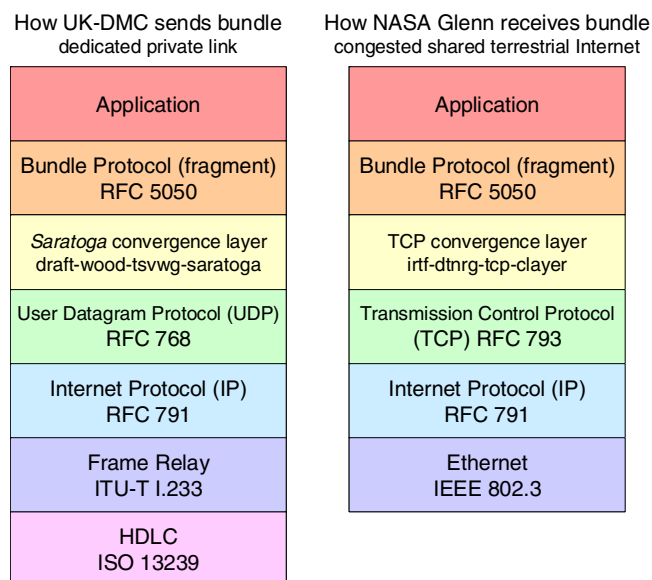 How UK-DMC sends bundle
dedicated private link
Application
Bundle Protocol (fragment)
RFC 5050
Saratoga convergence layer
draft-wood-tsvwg-saratoga
User Datagram Protocol (UDP)
RFC 768
Internet Protocol (IP)
RFC 791
Frame Relay
ITU-T I.233
HDLC
ISO 13239
How NASA Glenn receives bundle
congested shared terrestrial Internet
Application
Bundle Protocol (fragment)
RFC 5050
TCP convergence layer
irtf-dtnrg-tcp-clayer
Transmission Control Protocol
(TCP) RFC 793
Internet Protocol (IP)
RFC 791
Ethernet
IEEE 802.3